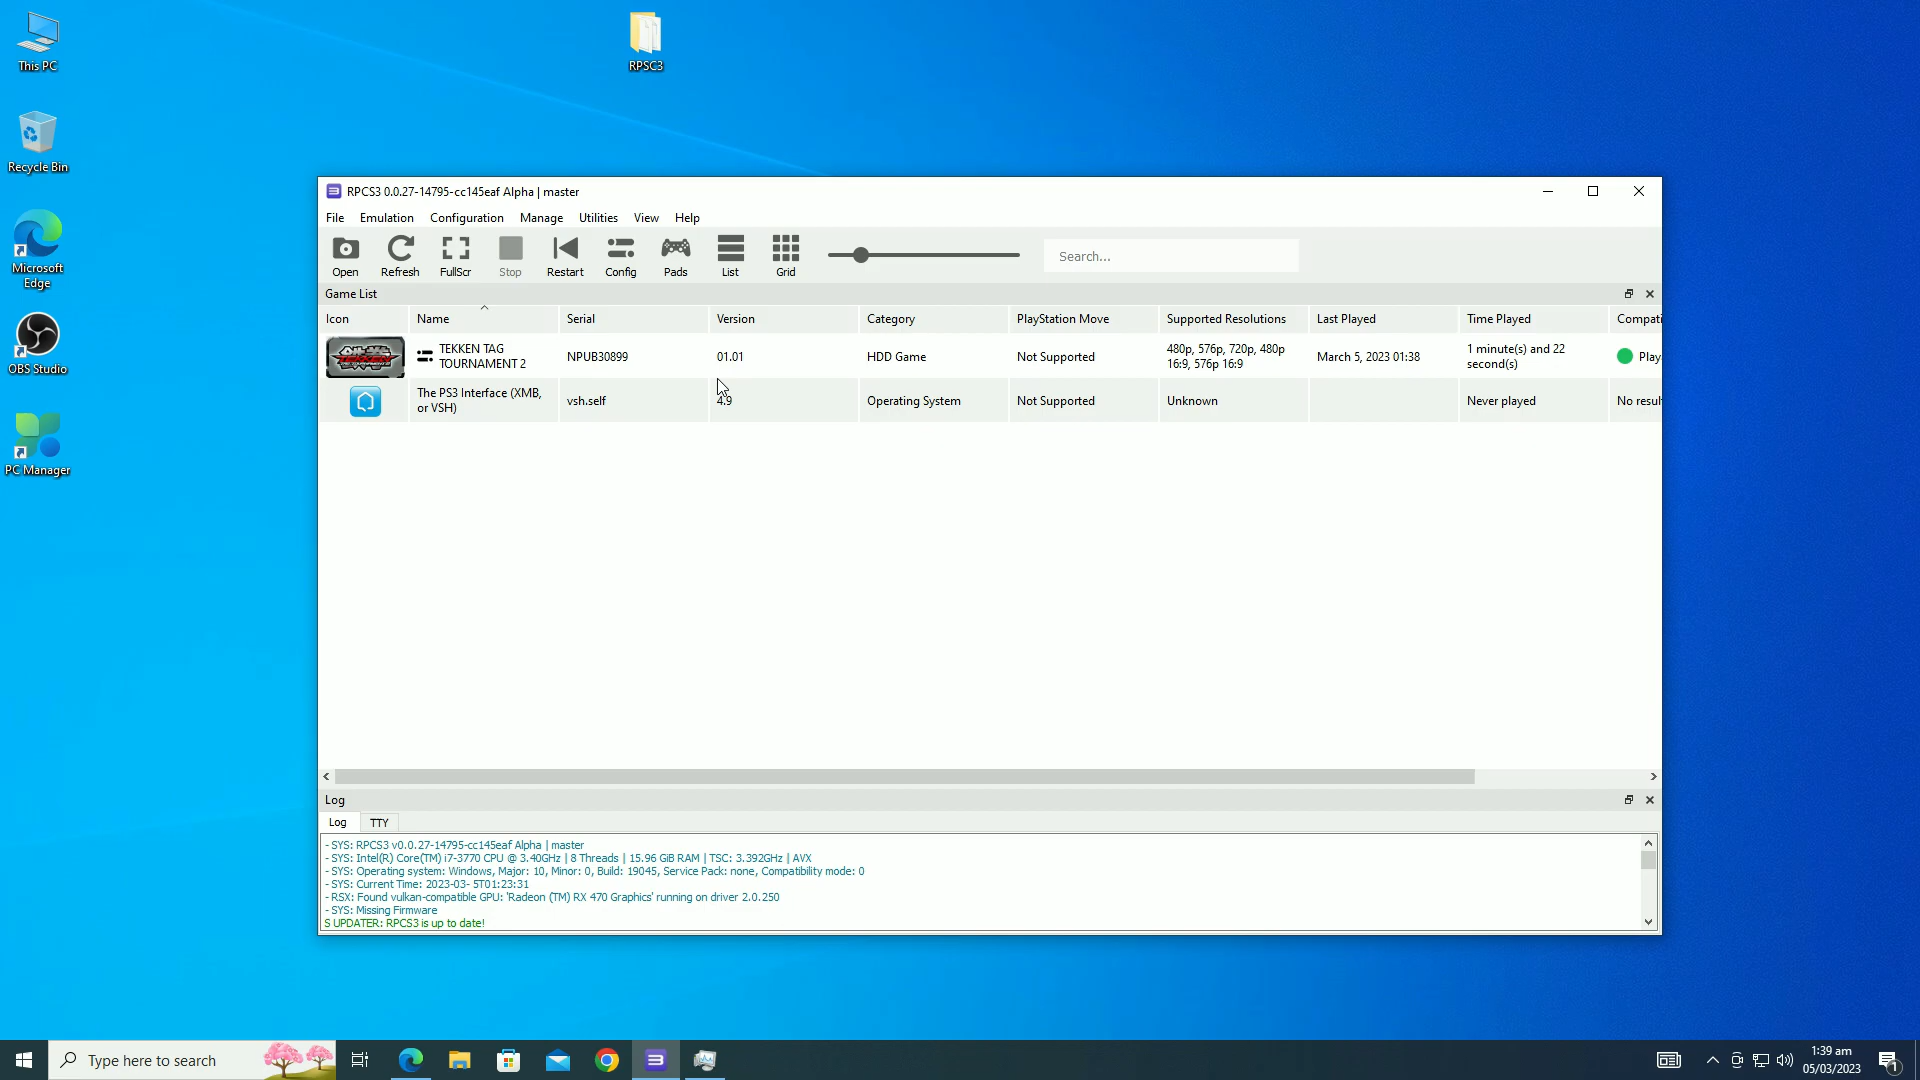 This PC
RPSC3
Recycle Bin
Microsoft
Edge
OBS Studio
PC Manager
RPCS3 0.0.27-14795-cc145eaf Alpha | master
File Emulation Configuration Manage Utilities View Help
Open Refresh FullScr Stop Restart Config Pads List Grid Search...
Game List
Icon Name Serial Version Category PlayStation Move Supported Resolutions Last Played Time Played Compati
TEKKEN TAG
TOURNAMENT 2
NPUB30899 01.01 HDD Game Not Supported
480p, 576p, 720p, 480p
16:9, 576p 16:9
March 5, 2023 01:38
1 minute(s) and 22
second(s)
Play
The PS3 Interface (XMB,
or VSH)
vsh.self 4.9 Operating System Not Supported Unknown Never played No resul
Log
Log TTY
- SYS: RPCS3 v0.0.27-14795-cc145eaf Alpha | master
- SYS: Intel(R) Core(TM) i7-3770 CPU @ 3.40GHz | 8 Threads | 15.96 GiB RAM | TSC: 3.392GHz | AVX
- SYS: Operating system: Windows, Major: 10, Minor: 0, Build: 19045, Service Pack: none, Compatibility mode: 0
- SYS: Current Time: 2023-03- 5T01:23:31
- RSX: Found vulkan-compatible GPU: 'Radeon (TM) RX 470 Graphics' running on driver 2.0.250
- SYS: Missing Firmware
S UPDATER: RPCS3 is up to date!
Type here to search
1:39 am
05/03/2023
1